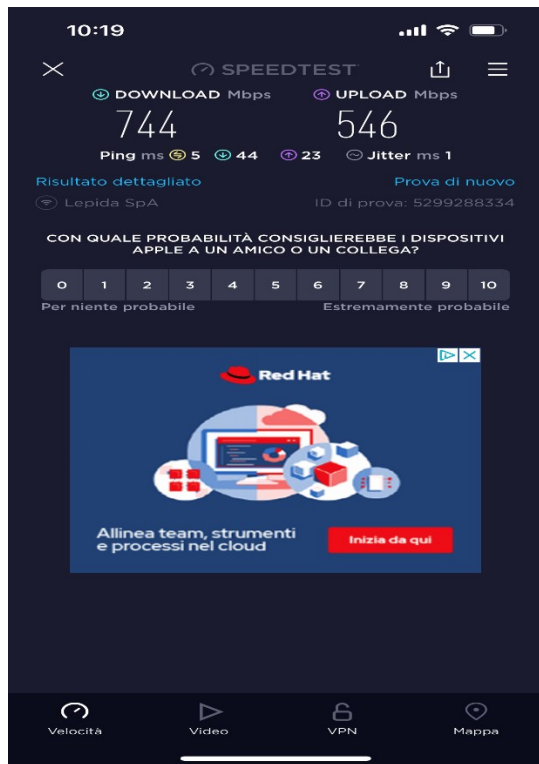 10:19
SPEEDTEST
DOWNLOAD Mbps UPLOAD Mbps
744 546
Ping ms 5 44 23 Jitter ms 1
Risultato dettagliato Prova di nuovo
Lepida SpA ID di prova: 5299288334
CON QUALE PROBABILITÀ CONSIGLIEREBBE I DISPOSITIVI
APPLE A UN AMICO O UN COLLEGA?
0 1 2 3 4 5 6 7 8 9 10
Per niente probabile Estremamente probabile
Red Hat
Allinea team, strumenti
e processi nel cloud
Inizia da qui
Velocità Video VPN Mappa